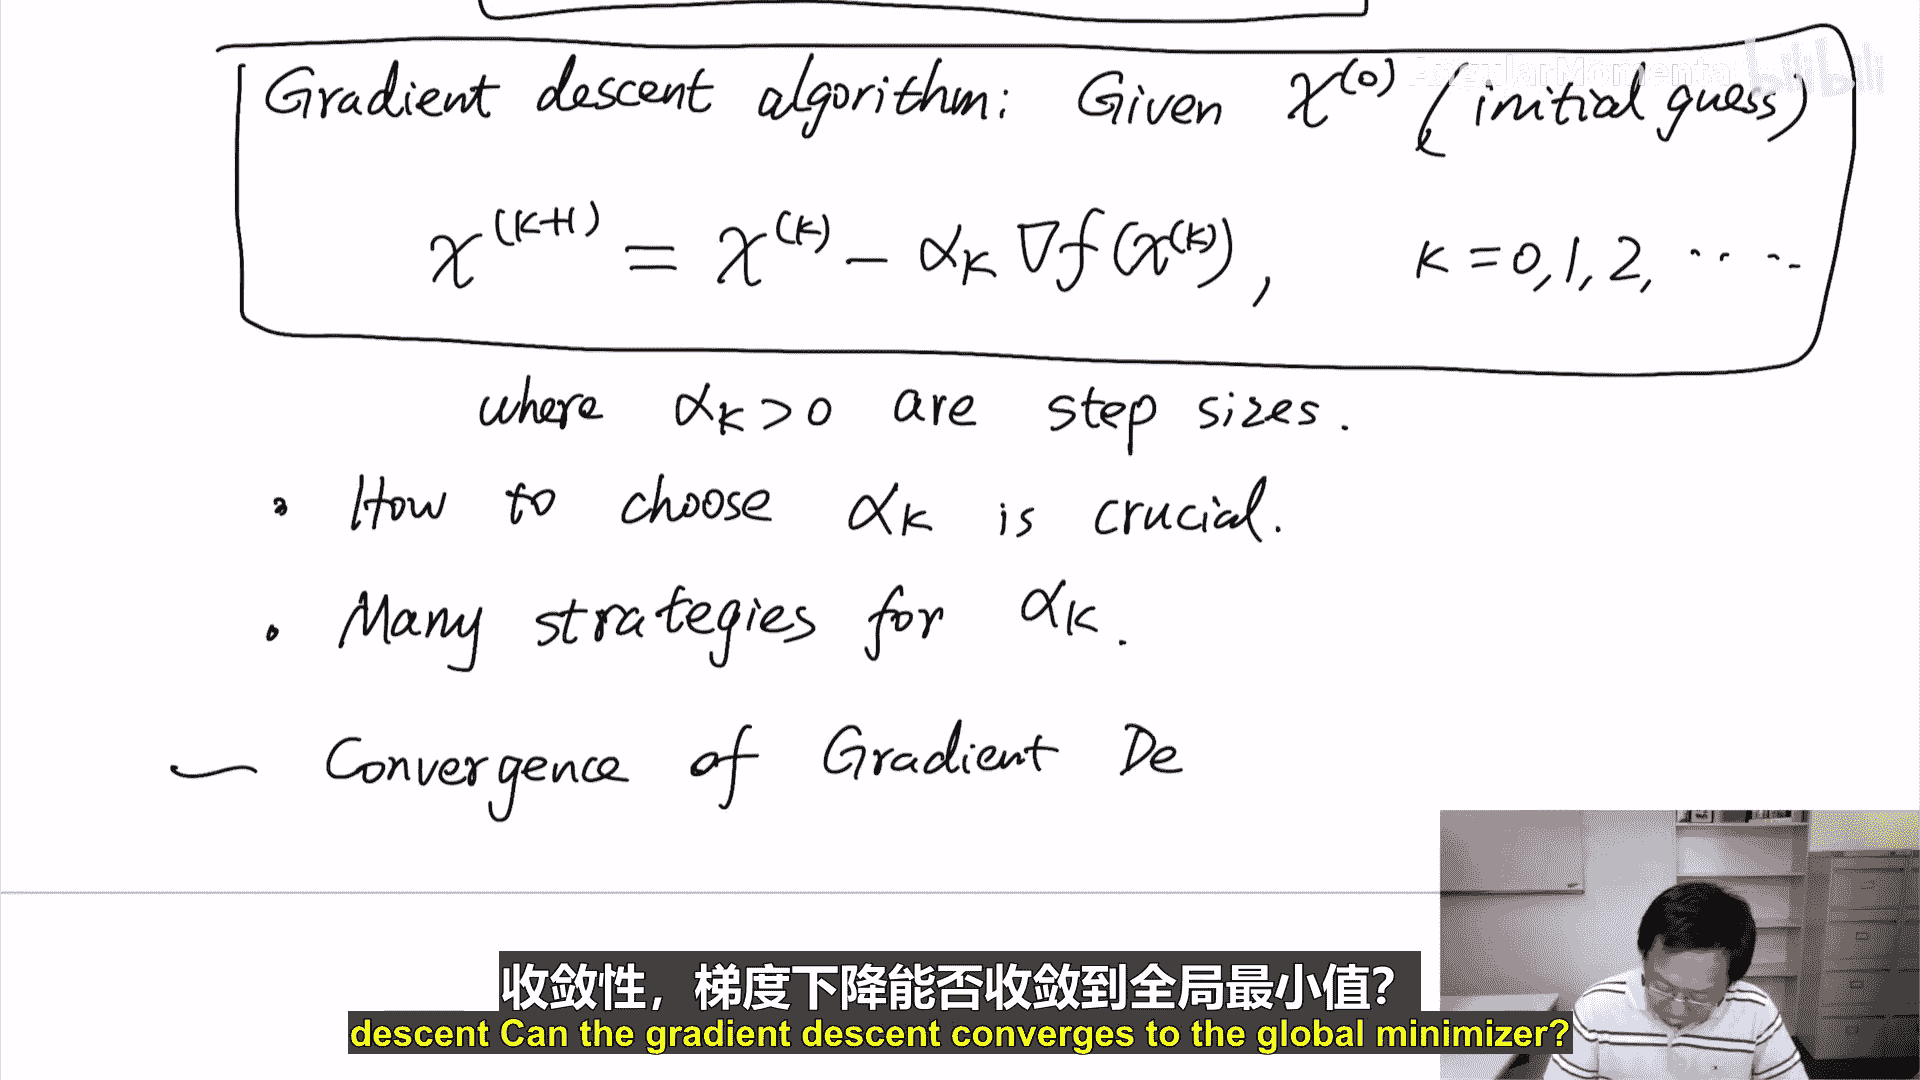 AngularMomenta bilibili
Gradient descent algorithm: Given x^(0) (initial guess)
x^(k+1) = x^(k) - α_k ∇f(x^(k)), k = 0, 1, 2, ....
where α_k > 0 are step sizes.
• How to choose α_k is crucial.
• Many strategies for α_k.
— Convergence of Gradient De
收敛性，梯度下降能否收敛到全局最小值？
descent Can the gradient descent converges to the global minimizer?